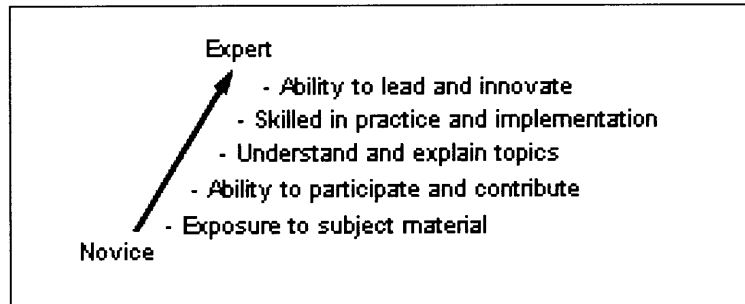 Expert
- Ability to lead and innovate
- Skilled in practice and implementation
- Understand and explain topics
- Ability to participate and contribute
- Exposure to subject material
Novice